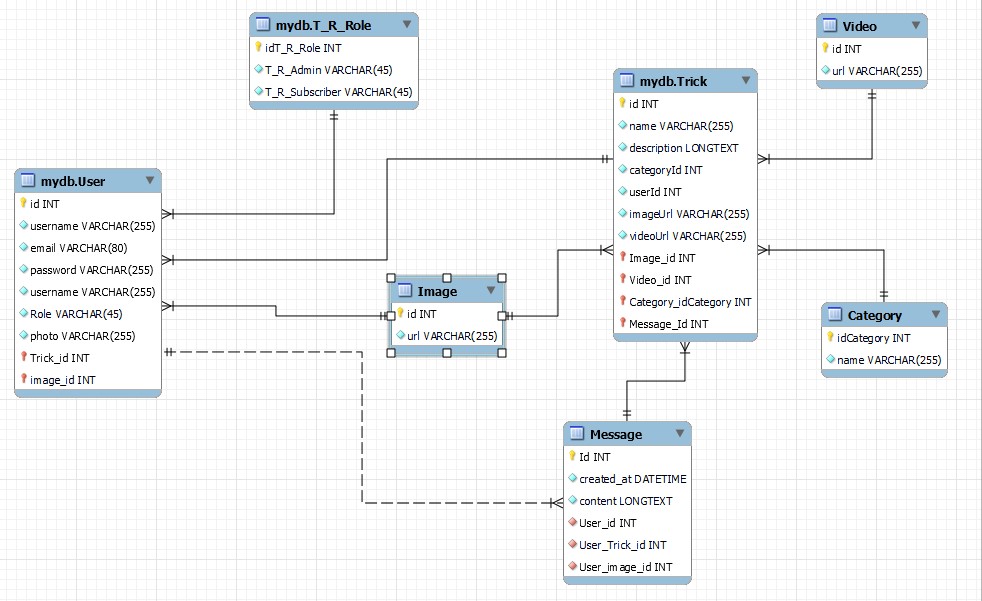 mydb.T_R_Role
idT_R_Role INT
T_R_Admin VARCHAR(45)
T_R_Subscriber VARCHAR(45)
Video
id INT
url VARCHAR(255)
mydb.Trick
id INT
name VARCHAR(255)
description LONGTEXT
categoryId INT
userId INT
imageUrl VARCHAR(255)
videoUrl VARCHAR(255)
Image_id INT
Video_id INT
Category_idCategory INT
Message_Id INT
mydb.User
id INT
username VARCHAR(255)
email VARCHAR(80)
password VARCHAR(255)
username VARCHAR(255)
Role VARCHAR(45)
photo VARCHAR(255)
Trick_id INT
image_id INT
Image
id INT
url VARCHAR(255)
Category
idCategory INT
name VARCHAR(255)
Message
Id INT
created_at DATETIME
content LONGTEXT
User_id INT
User_Trick_id INT
User_image_id INT